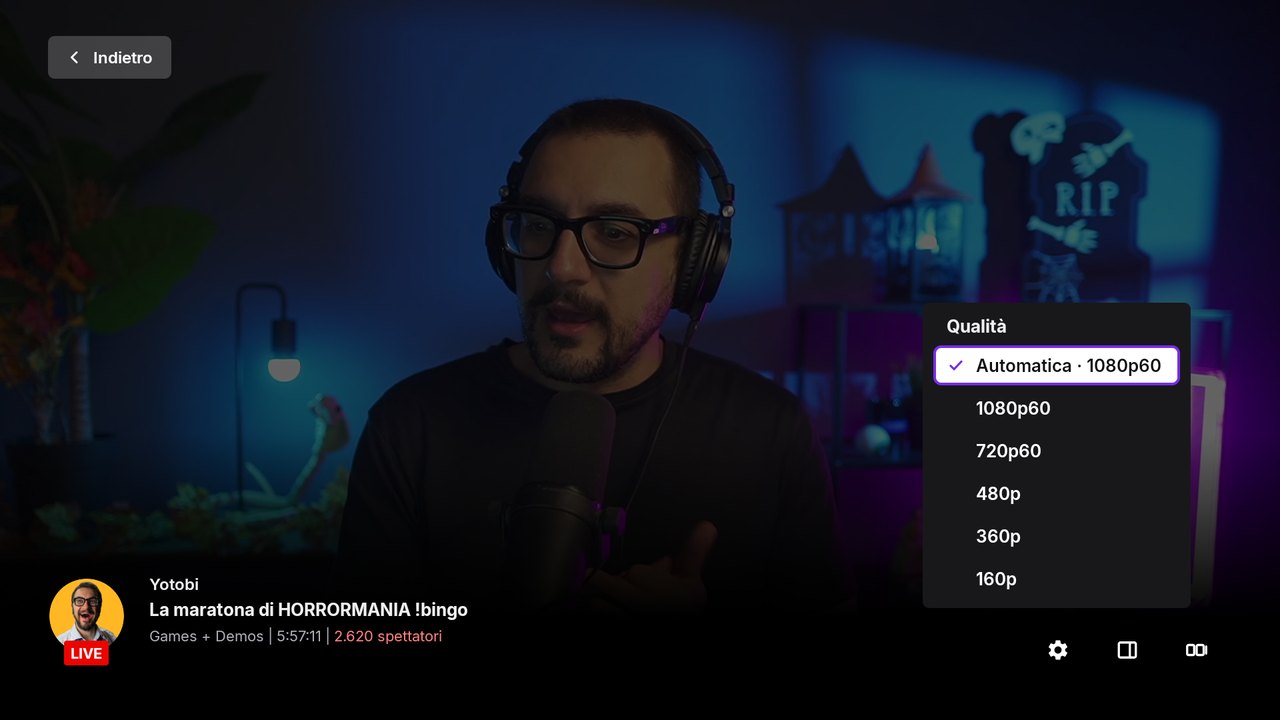 Indietro
RIP
Qualità
Automatica · 1080p60
1080p60
720p60
480p
360p
160p
Yotobi
La maratona di HORRORMANIA !bingo
Games + Demos | 5:57:11 | 2.620 spettatori
LIVE